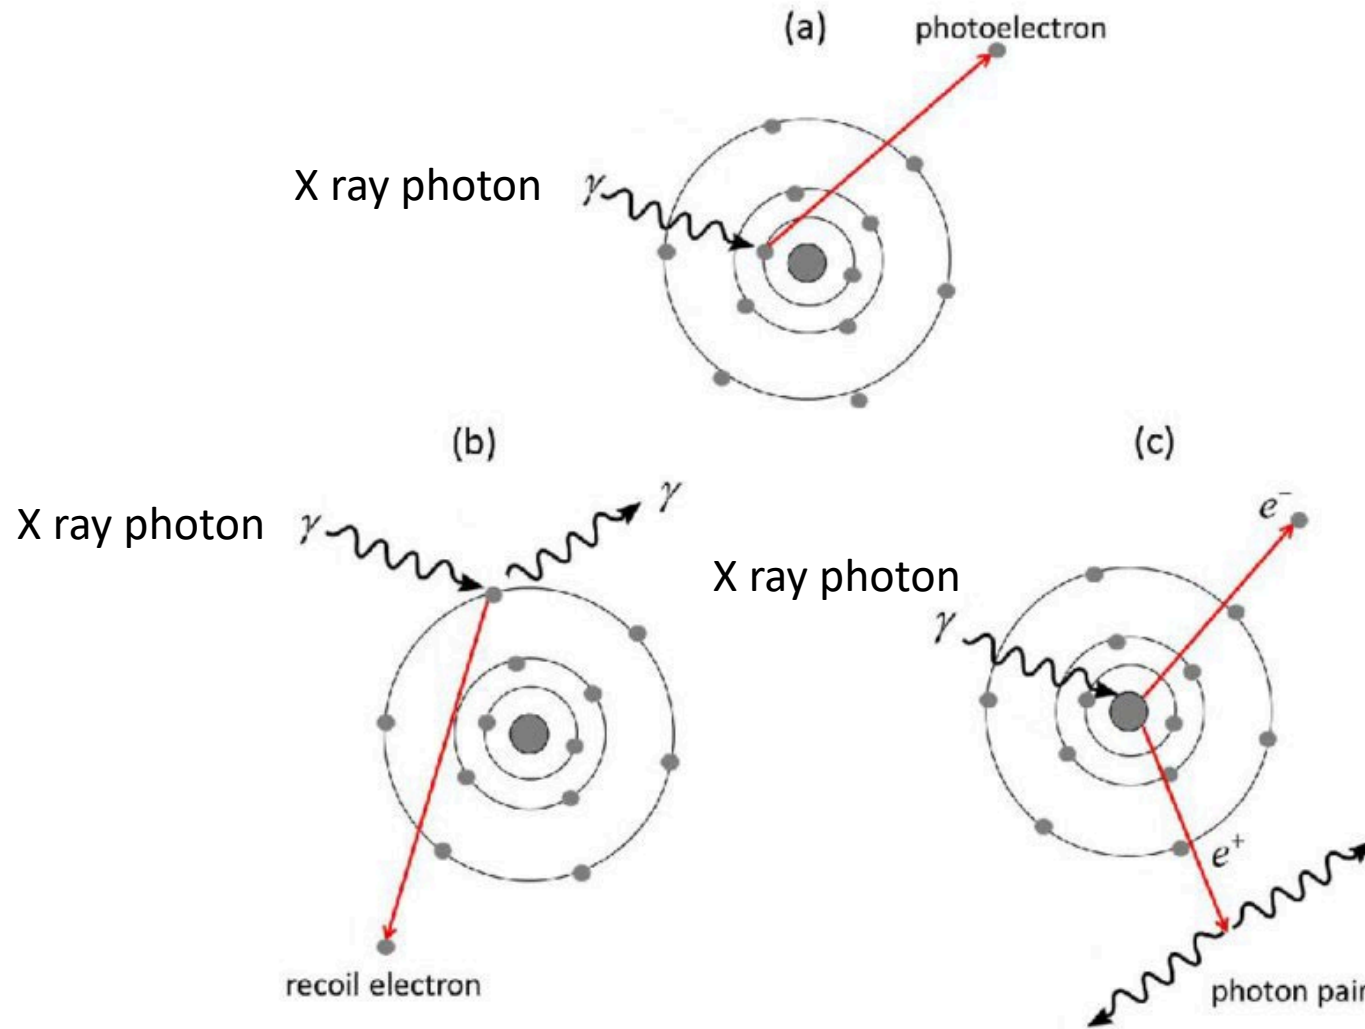 (a)
photoelectron
X ray photon γ
(b)
X ray photon γ
γ
recoil electron
(c)
X ray photon
γ
e⁻
e⁺
photon pair